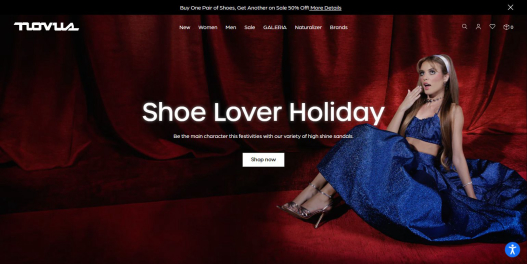 Buy One Pair of Shoes, Get Another on Sale 50% Off! More Details
NOVUS
New Women Men Sale GALERIA Naturalizer Brands
0
Shoe Lover Holiday
Be the main character this festivities with our variety of high shine sandals.
Shop now